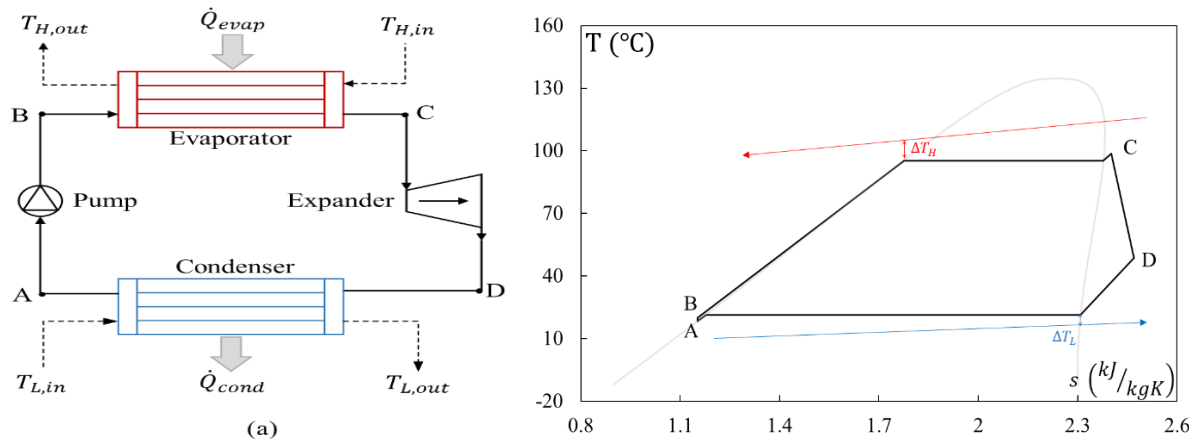 T_{H,out}
Q̇_{evap}
T_{H,in}
B
Evaporator
C
Pump
Expander
Condenser
A
D
T_{L,in}
Q̇_{cond}
T_{L,out}
(a)
T (°C)
160
130
100
70
40
10
-20
ΔT_H
C
D
B
A
ΔT_L
s (kJ/kgK)
0.8 1.1 1.4 1.7 2 2.3 2.6